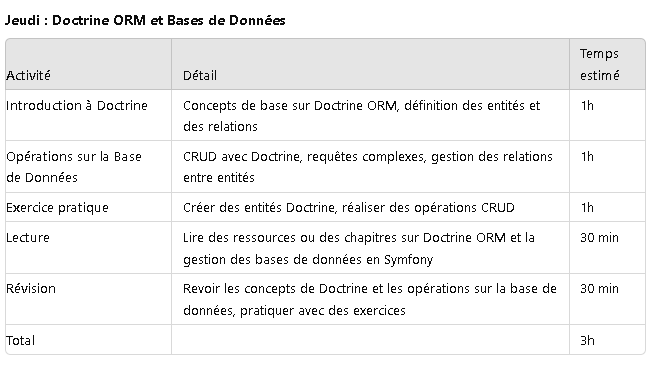 Jeudi : Doctrine ORM et Bases de Données
Temps
Activité Détail estimé
Introduction à Doctrine Concepts de base sur Doctrine ORM, définition des entités et 1h
des relations
Opérations sur la Base CRUD avec Doctrine, requêtes complexes, gestion des relations 1h
de Données entre entités
Exercice pratique Créer des entités Doctrine, réaliser des opérations CRUD 1h
Lecture Lire des ressources ou des chapitres sur Doctrine ORM et la 30 min
gestion des bases de données en Symfony
Révision Revoir les concepts de Doctrine et les opérations sur la base de 30 min
données, pratiquer avec des exercices
Total 3h